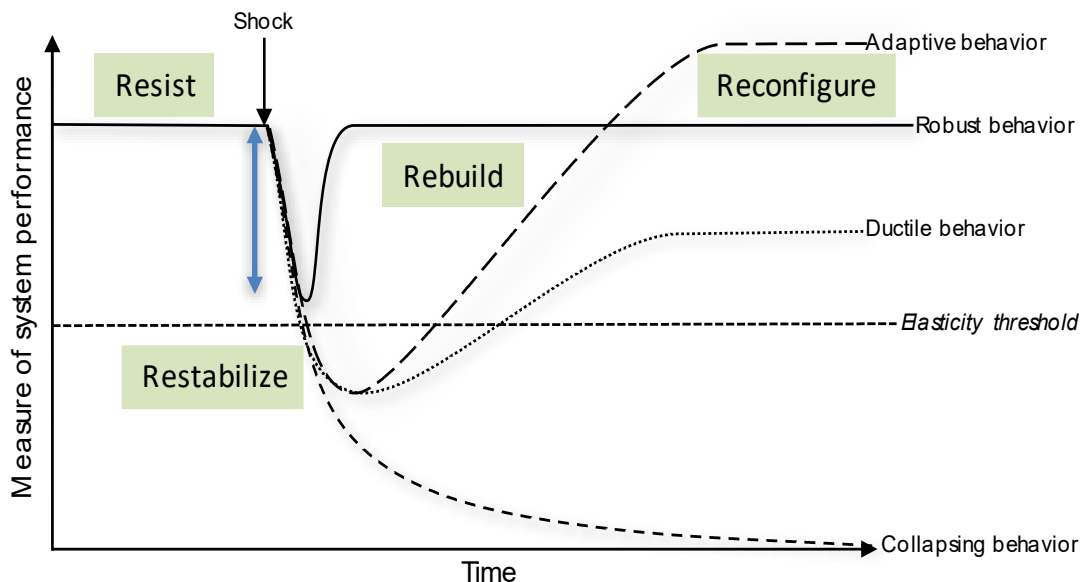 Shock
Adaptive behavior
Resist
Reconfigure
Robust behavior
Rebuild
Ductile behavior
Elasticity threshold
Restabilize
Measure of system performance
Collapsing behavior
Time